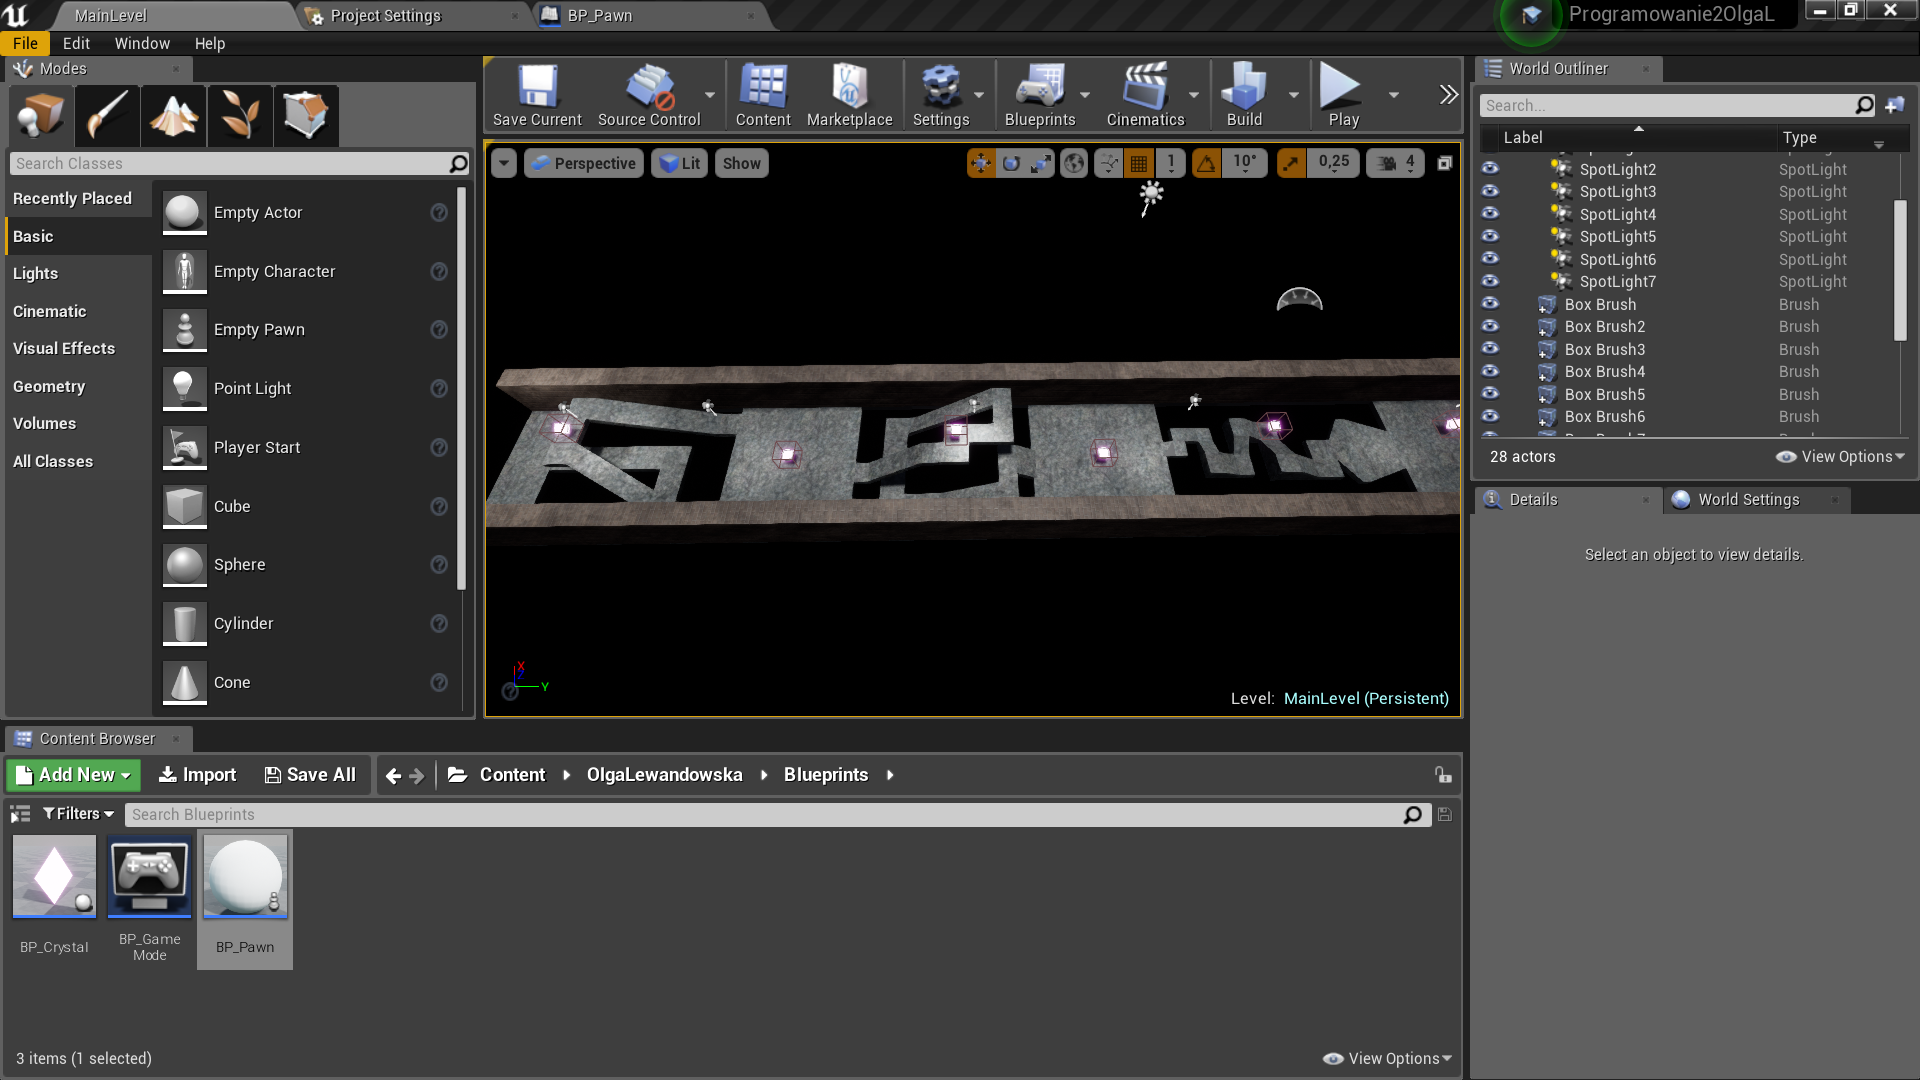 MainLevel
Project Settings
BP_Pawn
Programowanie2OlgaL
File Edit Window Help
Modes
Save Current
Source Control
Content
Marketplace
Settings
Blueprints
Cinematics
Build
Play
World Outliner
Search...
Label Type
Search Classes
Recently Placed
Basic
Lights
Cinematic
Visual Effects
Geometry
Volumes
All Classes
Empty Actor
Empty Character
Empty Pawn
Point Light
Player Start
Cube
Sphere
Cylinder
Cone
Perspective
Lit
Show
1
10°
0,25
4
X
Z
Y
Level: MainLevel (Persistent)
SpotLight2 SpotLight
SpotLight3 SpotLight
SpotLight4 SpotLight
SpotLight5 SpotLight
SpotLight6 SpotLight
SpotLight7 SpotLight
Box Brush Brush
Box Brush2 Brush
Box Brush3 Brush
Box Brush4 Brush
Box Brush5 Brush
Box Brush6 Brush
28 actors
View Options
Details
World Settings
Select an object to view details.
Content Browser
Add New
Import
Save All
Content
OlgaLewandowska
Blueprints
Filters
Search Blueprints
BP_Crystal
BP_Game
Mode
BP_Pawn
3 items (1 selected)
View Options